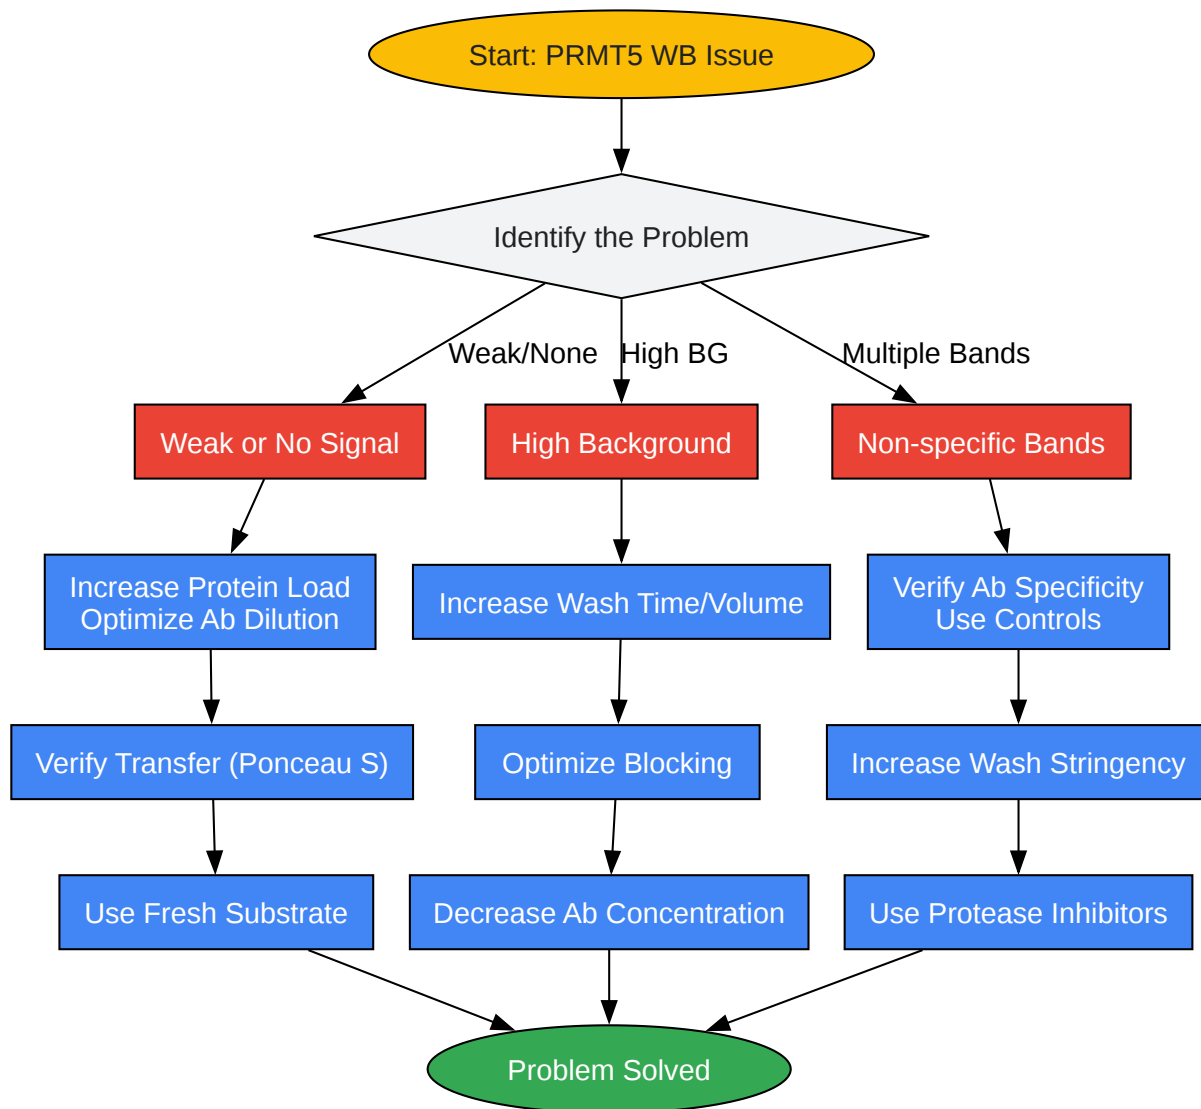 Start: PRMT5 WB Issue
Identify the Problem
Weak/None
High BG
Multiple Bands
Weak or No Signal
High Background
Non-specific Bands
Increase Protein Load
Optimize Ab Dilution
Increase Wash Time/Volume
Verify Ab Specificity
Use Controls
Verify Transfer (Ponceau S)
Optimize Blocking
Increase Wash Stringency
Use Fresh Substrate
Decrease Ab Concentration
Use Protease Inhibitors
Problem Solved